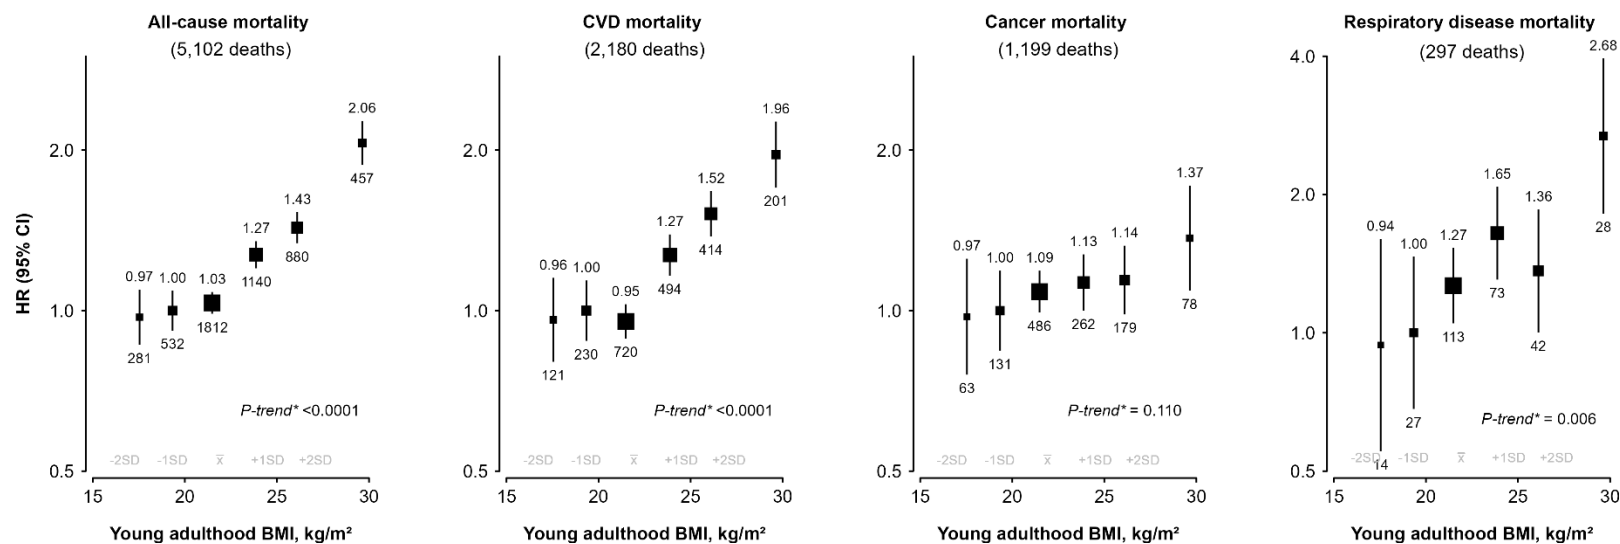 All-cause mortality
(5,102 deaths)
HR (95% CI)
2.0
1.0
0.5
2.06
457
1.43
880
1.27
1140
1.03
1812
1.00
532
0.97
281
P-trend* <0.0001
-2SD -1SD x̅ +1SD +2SD
15 20 25 30
Young adulthood BMI, kg/m²
CVD mortality
(2,180 deaths)
2.0
1.0
0.5
1.96
201
1.52
414
1.27
494
0.95
720
1.00
230
0.96
121
P-trend* <0.0001
-2SD -1SD x̅ +1SD +2SD
15 20 25 30
Young adulthood BMI, kg/m²
Cancer mortality
(1,199 deaths)
2.0
1.0
0.5
1.37
78
1.14
179
1.13
262
1.09
486
1.00
131
0.97
63
P-trend* = 0.110
-2SD -1SD x̅ +1SD +2SD
15 20 25 30
Young adulthood BMI, kg/m²
Respiratory disease mortality
(297 deaths)
4.0
2.0
1.0
0.5
2.68
28
1.36
42
1.65
73
1.27
113
1.00
27
0.94
14
P-trend* = 0.006
-2SD -1SD x̅ +1SD +2SD
15 20 25 30
Young adulthood BMI, kg/m²